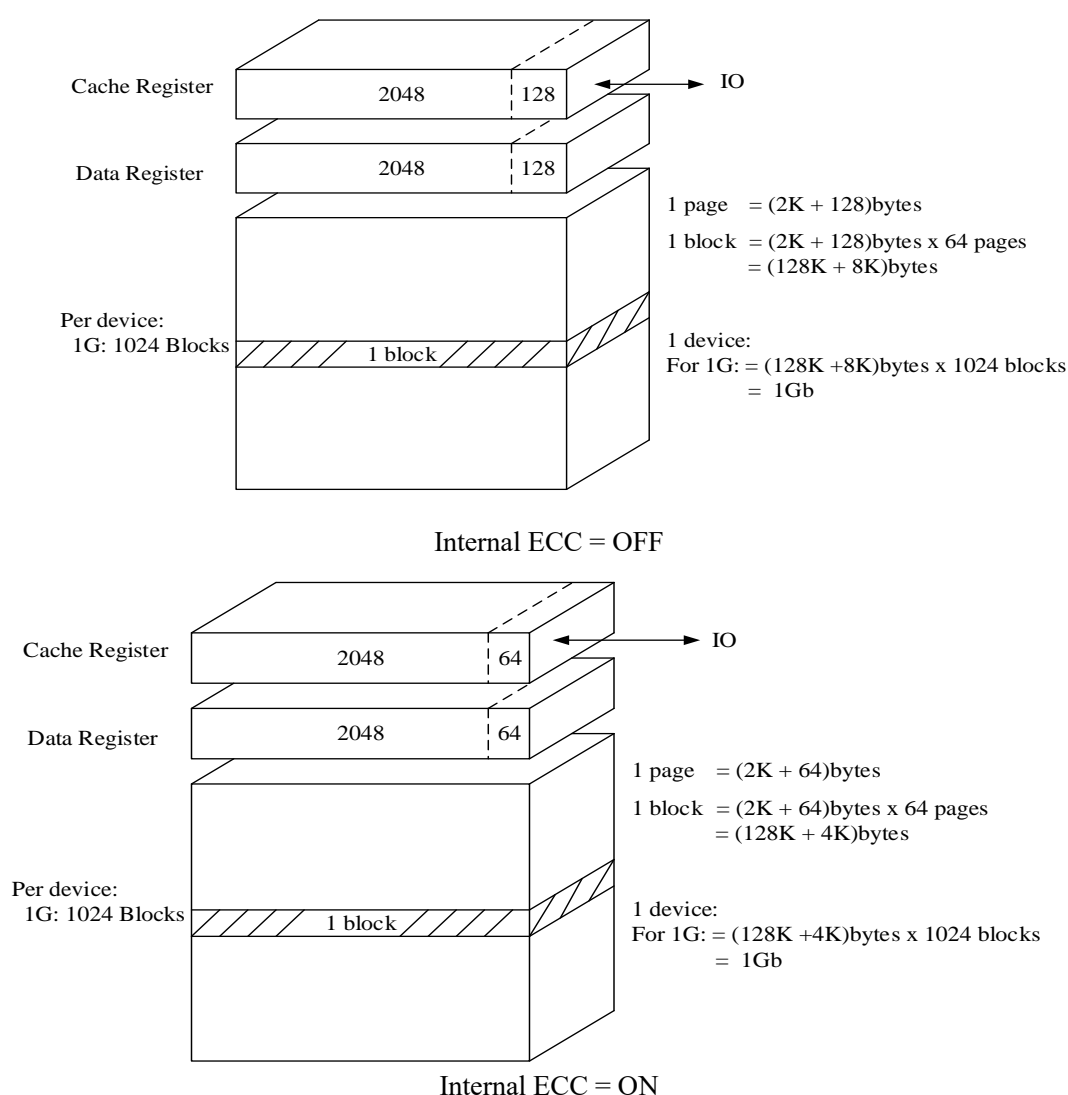 Cache Register
2048
128
IO
Data Register
2048
128
1 page = (2K + 128)bytes
1 block = (2K + 128)bytes x 64 pages
= (128K + 8K)bytes
Per device:
1G: 1024 Blocks
1 block
1 device:
For 1G: = (128K +8K)bytes x 1024 blocks
= 1Gb
Internal ECC = OFF
Cache Register
2048
64
IO
Data Register
2048
64
1 page = (2K + 64)bytes
1 block = (2K + 64)bytes x 64 pages
= (128K + 4K)bytes
Per device:
1G: 1024 Blocks
1 block
1 device:
For 1G: = (128K +4K)bytes x 1024 blocks
= 1Gb
Internal ECC = ON